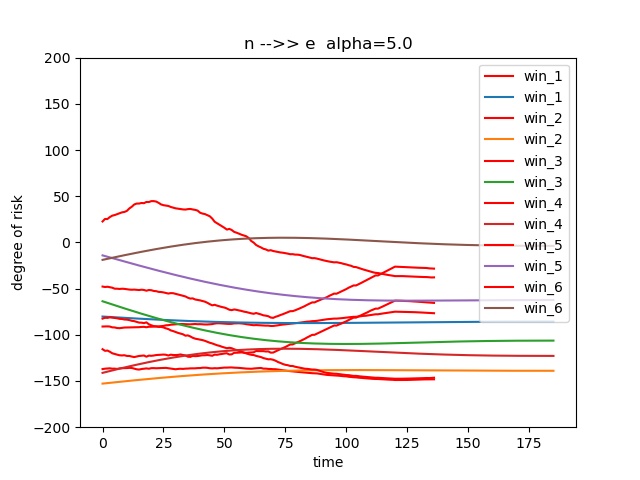 n -->> e  alpha=5.0
200
150
100
50
0
−50
−100
−150
−200
degree of risk
0
25
50
75
100
125
150
175
time
win_1
win_1
win_2
win_2
win_3
win_3
win_4
win_4
win_5
win_5
win_6
win_6